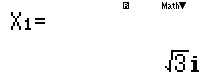 R Math▼
X₁=
√3i